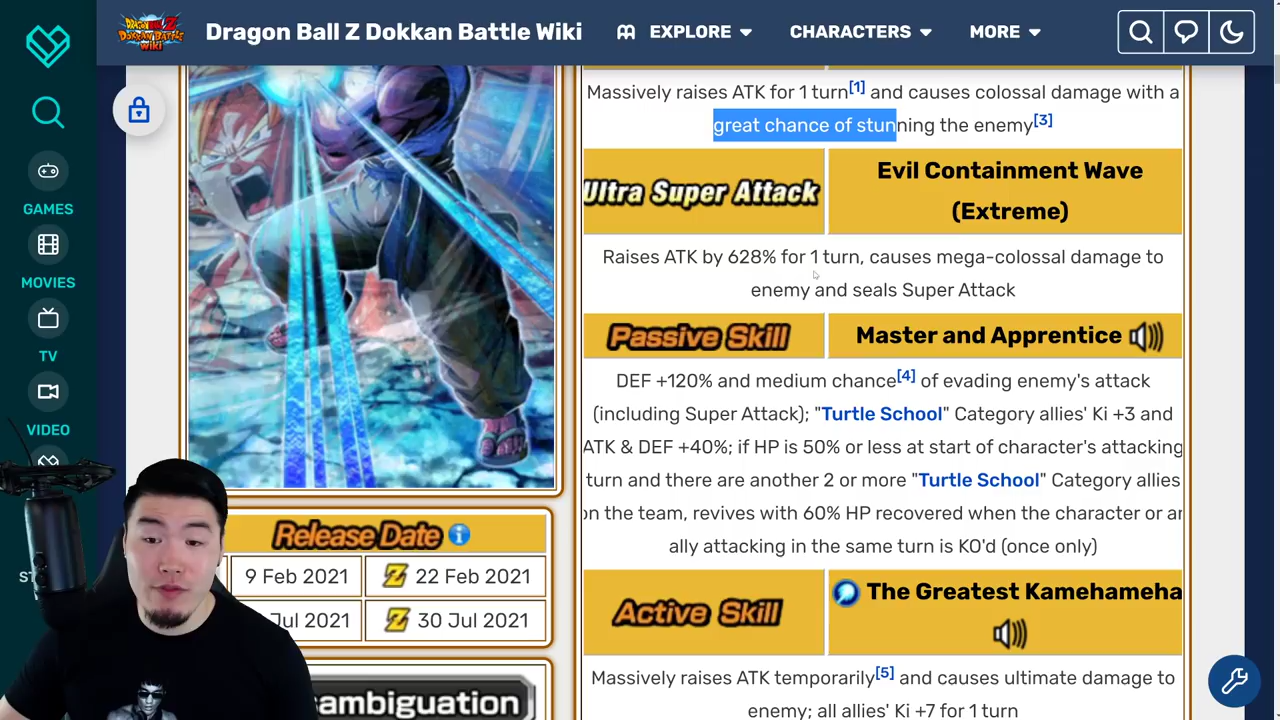 DRAGON BALL Z DOKKAN BATTLE WIKI
Dragon Ball Z Dokkan Battle Wiki
EXPLORE
CHARACTERS
MORE
GAMES
MOVIES
TV
VIDEO
Massively raises ATK for 1 turn[1] and causes colossal damage with a
great chance of stunning the enemy[3]
Ultra Super Attack
Evil Containment Wave
(Extreme)
Raises ATK by 628% for 1 turn, causes mega-colossal damage to
enemy and seals Super Attack
Passive Skill
Master and Apprentice
DEF +120% and medium chance[4] of evading enemy's attack
(including Super Attack); "Turtle School" Category allies' Ki +3 and
ATK & DEF +40%; if HP is 50% or less at start of character's attacking
turn and there are another 2 or more "Turtle School" Category allies
on the team, revives with 60% HP recovered when the character or an
ally attacking in the same turn is KO'd (once only)
Active Skill
The Greatest Kamehameha
Massively raises ATK temporarily[5] and causes ultimate damage to
enemy; all allies' Ki +7 for 1 turn
Release Date
9 Feb 2021
Z 22 Feb 2021
Jul 2021
Z 30 Jul 2021
ambiguation